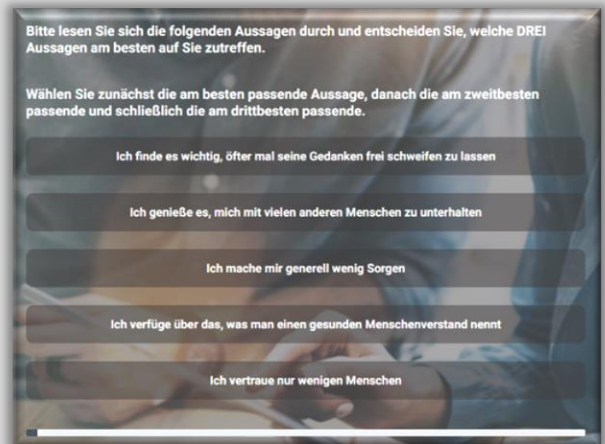 Bitte lesen Sie sich die folgenden Aussagen durch und entscheiden Sie, welche DREI
Aussagen am besten auf Sie zutreffen.
Wählen Sie zunächst die am besten passende Aussage, danach die am zweitbesten
passende und schließlich die am drittbesten passende.
Ich finde es wichtig, öfter mal seine Gedanken frei schweifen zu lassen
Ich genieße es, mich mit vielen anderen Menschen zu unterhalten
Ich mache mir generell wenig Sorgen
Ich verfüge über das, was man einen gesunden Menschenverstand nennt
Ich vertraue nur wenigen Menschen